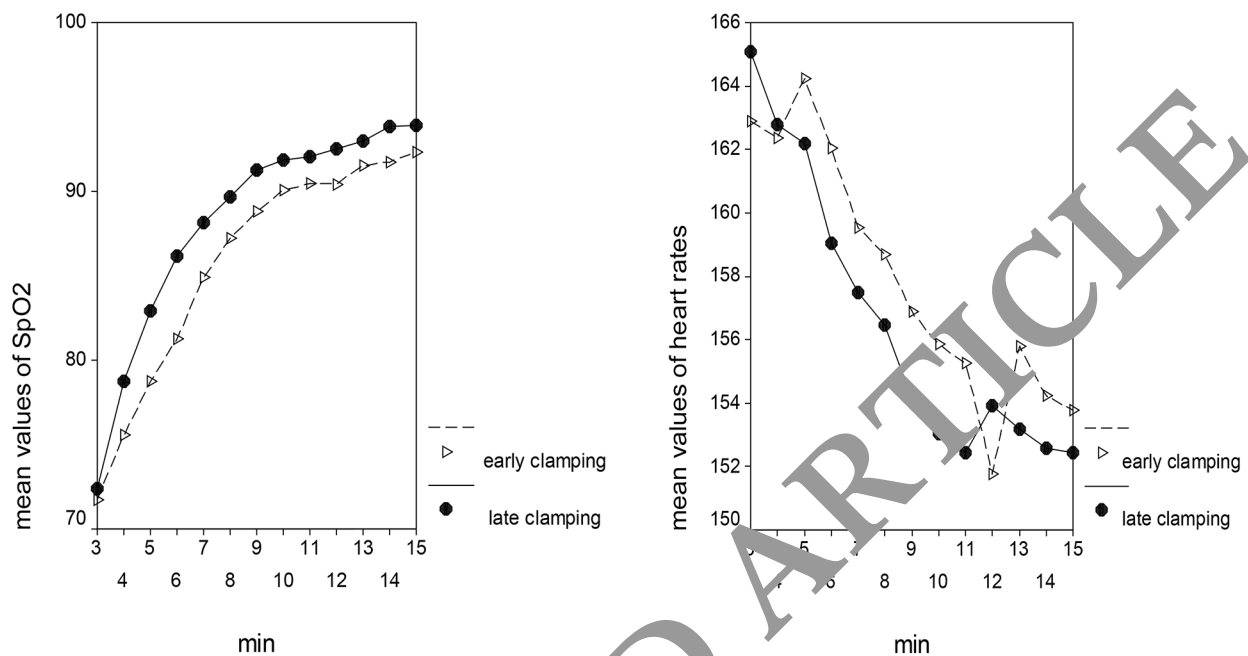 100
90
80
70
mean values of SpO2
3 5 7 9 11 13 15
4 6 8 10 12 14
min
early clamping
late clamping
166
164
162
160
158
156
154
152
150
mean values of heart rates
5 9 11 13 15
6 8 10 12 14
min
early clamping
late clamping
ARTICLE